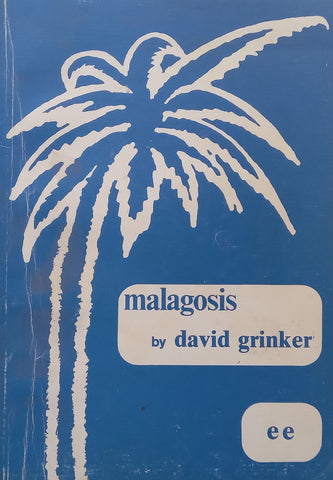 malagosis
by david grinker
ee